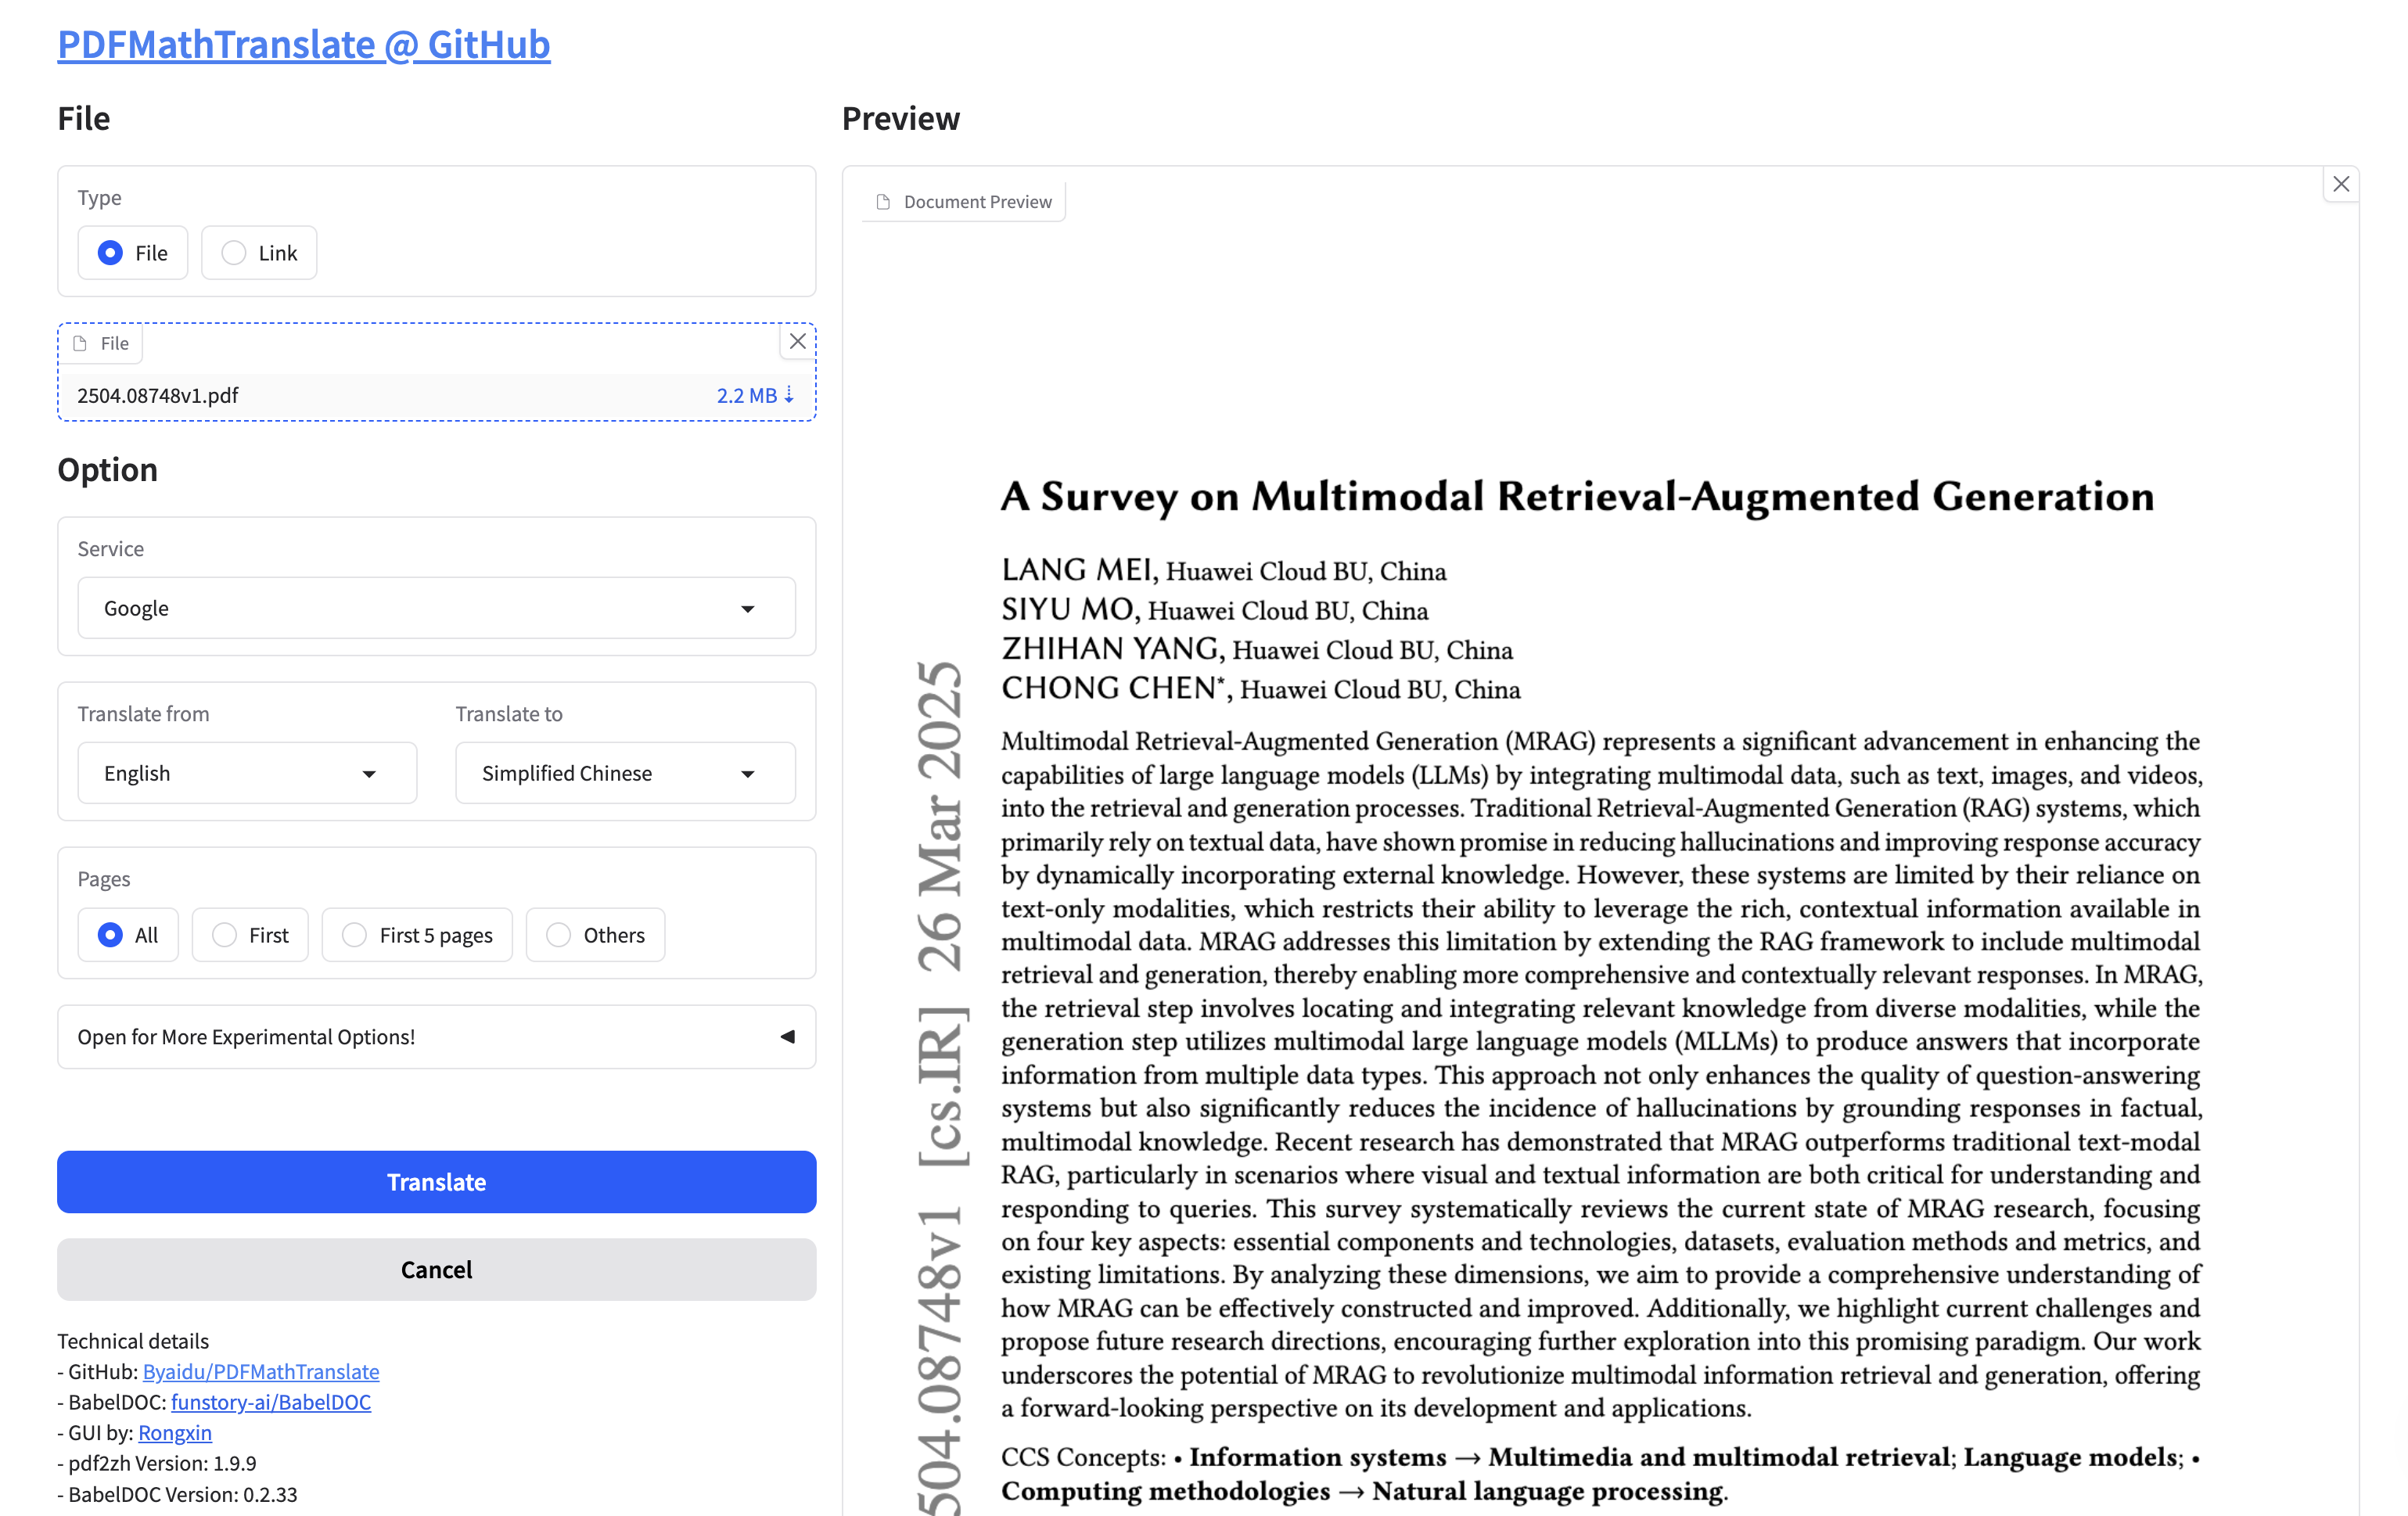 PDFMathTranslate @ GitHub
File
Type
File
Link
File
2504.08748v1.pdf
2.2 MB ⇣
Option
Service
Google
Translate from
Translate to
English
Simplified Chinese
Pages
All
First
First 5 pages
Others
Open for More Experimental Options!
Translate
Cancel
Technical details
- GitHub: Byaidu/PDFMathTranslate
- BabelDOC: funstory-ai/BabelDOC
- GUI by: Rongxin
- pdf2zh Version: 1.9.9
- BabelDOC Version: 0.2.33
Preview
Document Preview
A Survey on Multimodal Retrieval-Augmented Generation
LANG MEI, Huawei Cloud BU, China
SIYU MO, Huawei Cloud BU, China
ZHIHAN YANG, Huawei Cloud BU, China
CHONG CHEN*, Huawei Cloud BU, China
Multimodal Retrieval-Augmented Generation (MRAG) represents a significant advancement in enhancing the
capabilities of large language models (LLMs) by integrating multimodal data, such as text, images, and videos,
into the retrieval and generation processes. Traditional Retrieval-Augmented Generation (RAG) systems, which
primarily rely on textual data, have shown promise in reducing hallucinations and improving response accuracy
by dynamically incorporating external knowledge. However, these systems are limited by their reliance on
text-only modalities, which restricts their ability to leverage the rich, contextual information available in
multimodal data. MRAG addresses this limitation by extending the RAG framework to include multimodal
retrieval and generation, thereby enabling more comprehensive and contextually relevant responses. In MRAG,
the retrieval step involves locating and integrating relevant knowledge from diverse modalities, while the
generation step utilizes multimodal large language models (MLLMs) to produce answers that incorporate
information from multiple data types. This approach not only enhances the quality of question-answering
systems but also significantly reduces the incidence of hallucinations by grounding responses in factual,
multimodal knowledge. Recent research has demonstrated that MRAG outperforms traditional text-modal
RAG, particularly in scenarios where visual and textual information are both critical for understanding and
responding to queries. This survey systematically reviews the current state of MRAG research, focusing
on four key aspects: essential components and technologies, datasets, evaluation methods and metrics, and
existing limitations. By analyzing these dimensions, we aim to provide a comprehensive understanding of
how MRAG can be effectively constructed and improved. Additionally, we highlight current challenges and
propose future research directions, encouraging further exploration into this promising paradigm. Our work
underscores the potential of MRAG to revolutionize multimodal information retrieval and generation, offering
a forward-looking perspective on its development and applications.
CCS Concepts: • Information systems → Multimedia and multimodal retrieval; Language models; •
Computing methodologies → Natural language processing.
504.08748v1 [cs.IR] 26 Mar 2025